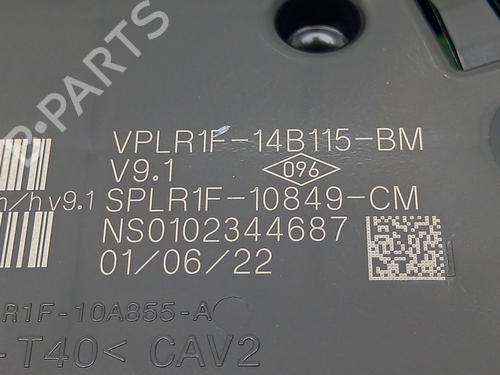 B-PARTS
VPLR1F-14B115-BM
V9.1
096
n/h v9.1 SPLR1F-10849-CM
NS0102344687
01/06/22
R1F-10A855-A
-T40< CAV2